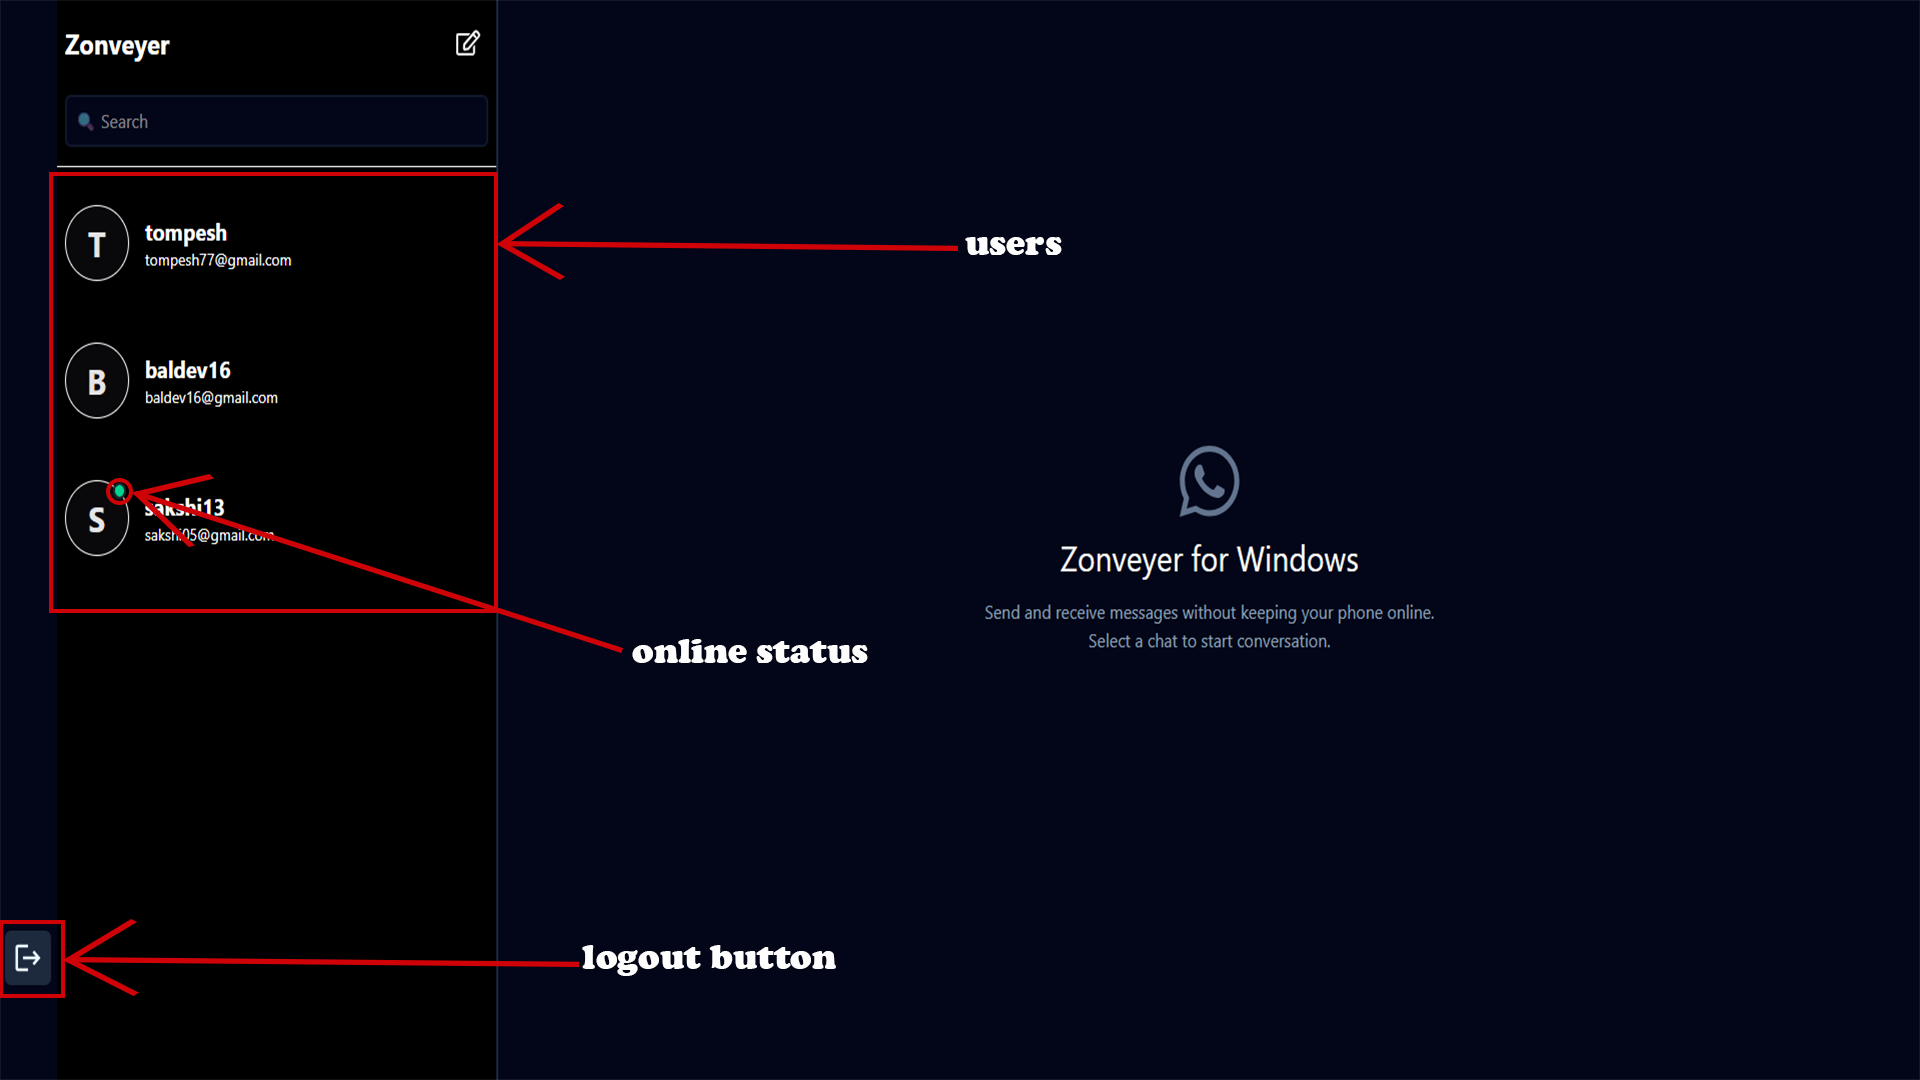 Zonveyer
Search
T
tompesh
tompesh77@gmail.com
users
B
baldev16
baldev16@gmail.com
S
sakshi13
sakshi05@gmail.com
Zonveyer for Windows
Send and receive messages without keeping your phone online.
Select a chat to start conversation.
online status
logout button